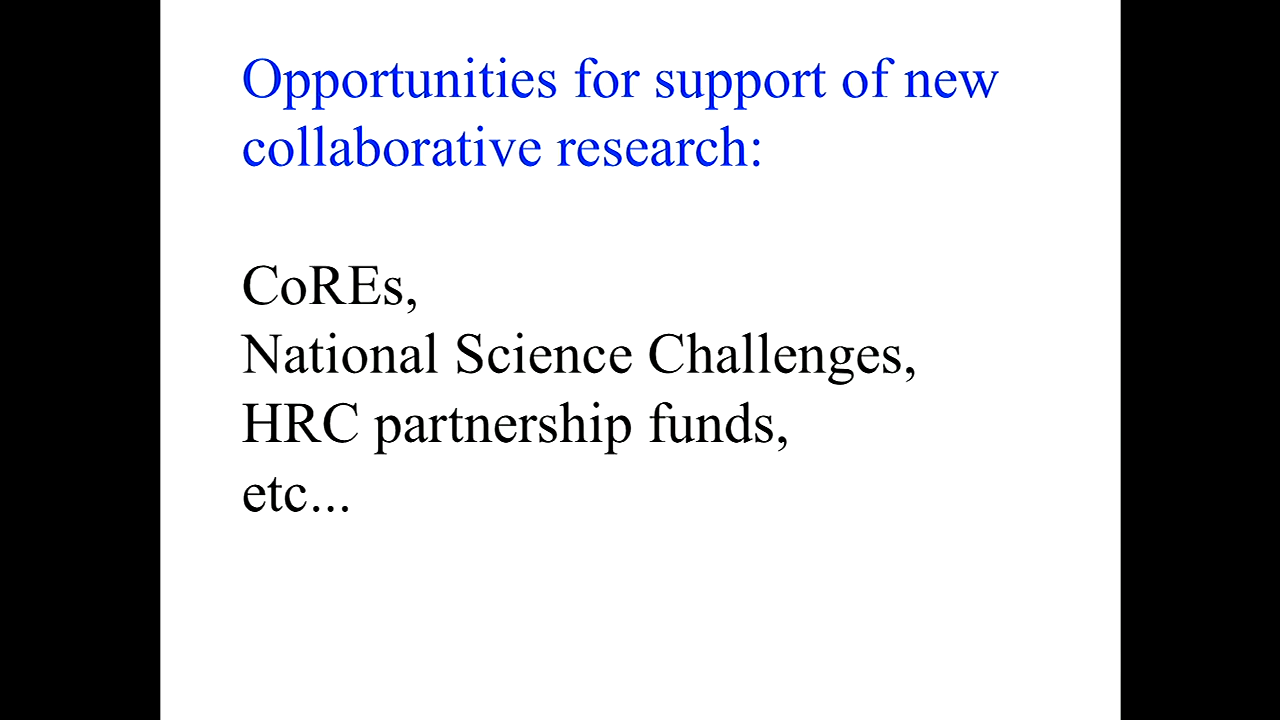 Opportunities for support of new
collaborative research:
CoREs,
National Science Challenges,
HRC partnership funds,
etc...